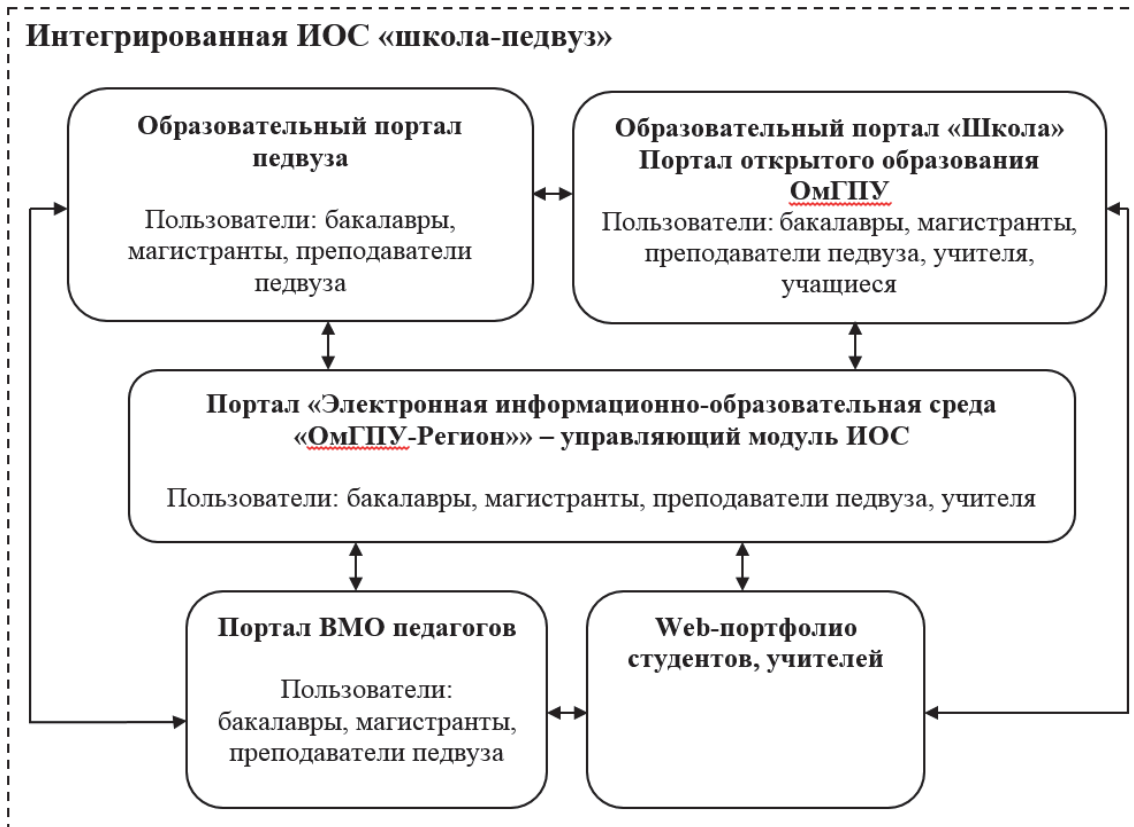 Интегрированная ИОС «школа-педвуз»
Образовательный портал
педвуза
Пользователи: бакалавры,
магистранты, преподаватели
педвуза
Образовательный портал «Школа»
Портал открытого образования
ОмГПУ
Пользователи: бакалавры, магистранты,
преподаватели педвуза, учителя,
учащиеся
Портал «Электронная информационно-образовательная среда
«ОмГПУ-Регион»» – управляющий модуль ИОС
Пользователи: бакалавры, магистранты, преподаватели педвуза, учителя
Портал ВМО педагогов
Пользователи:
бакалавры, магистранты,
преподаватели педвуза
Web-портфолио
студентов, учителей